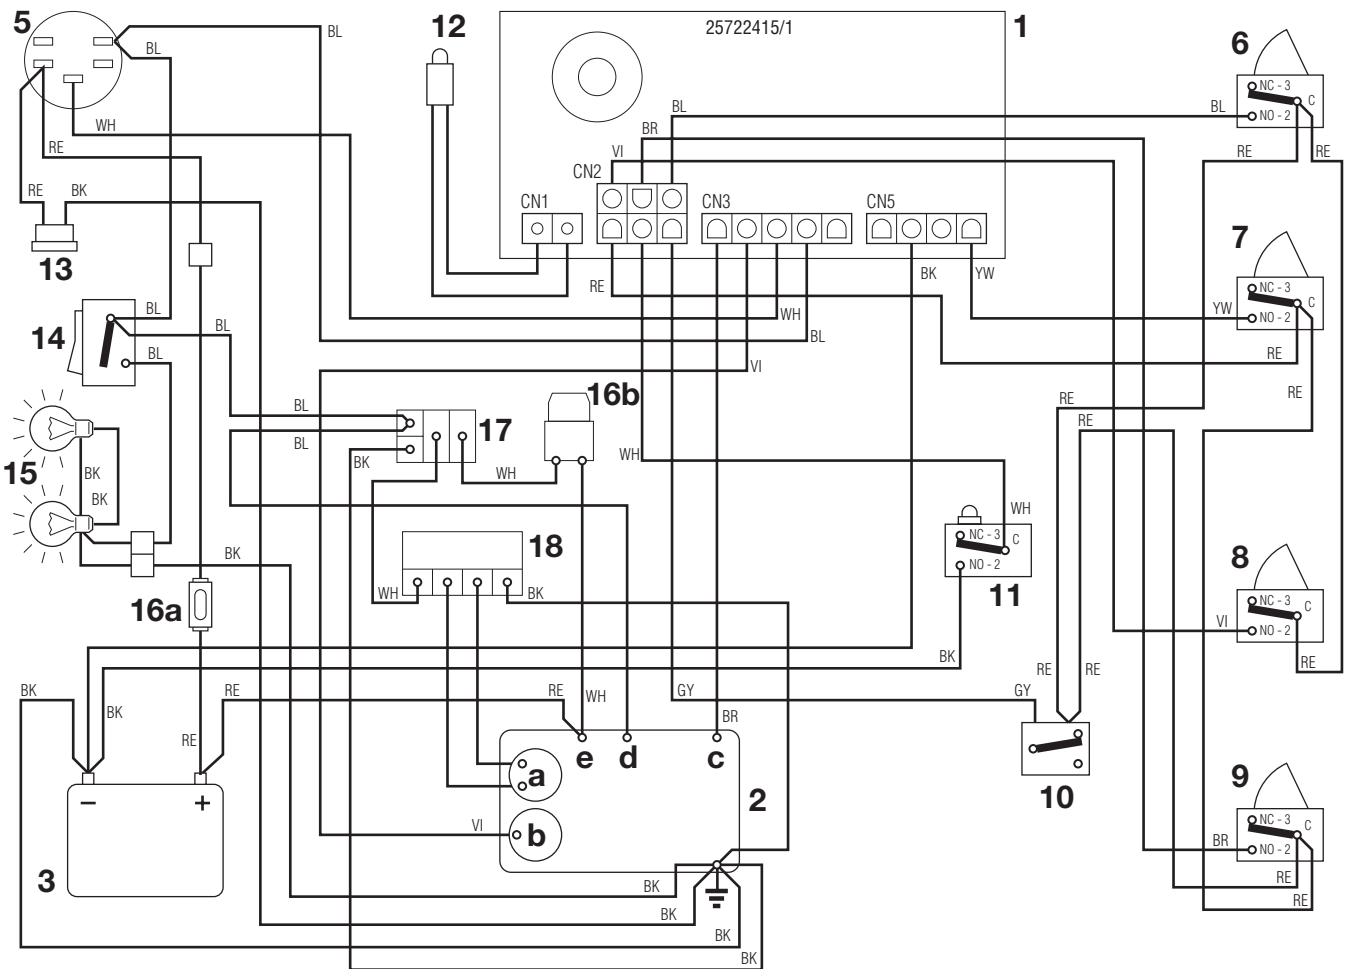 5
BL
BL
12
25722415/1
1
6
NC - 3
C
BL
NO - 2
BL
BR
WH
VI
RE
RE
RE
CN2
RE
BK
CN1
CN3
CN5
13
7
BK
YW
RE
NC - 3
C
YW
NO - 2
BL
WH
BL
14
BL
BL
RE
VI
16b
RE
RE
BL
RE
17
BL
BK
WH
WH
15
BK
BK
WH
NC - 3
C
18
8
BK
NO - 2
11
16a
WH
BK
NC - 3
C
VI
NO - 2
BK
RE
RE
RE
BK
RE
RE
WH
GY
GY
BK
BR
RE
e
d
c
a
9
2
10
–
+
VI
b
NC - 3
C
BR
NO - 2
3
BK
RE
BK
RE
BK
BK